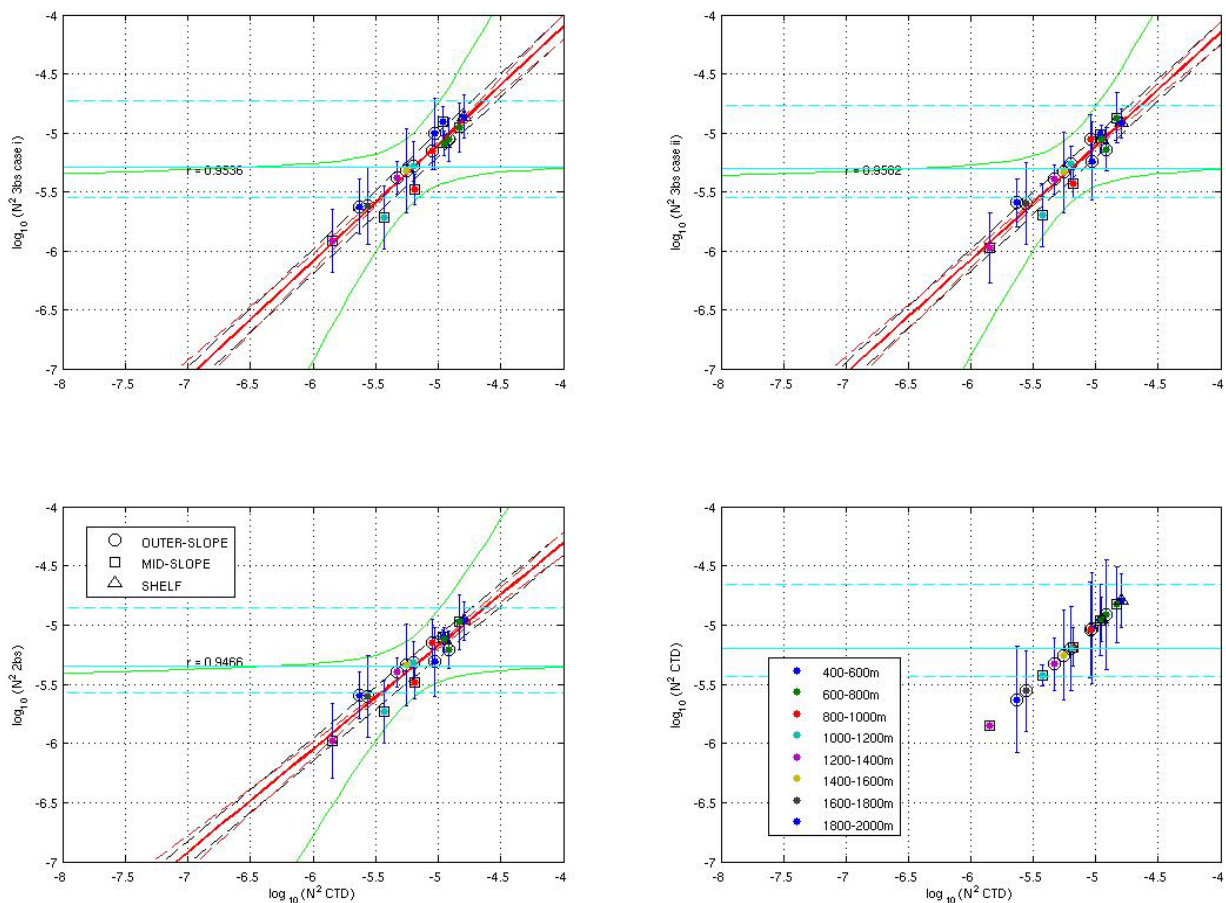 -4
-4.5
-5
-5.5
-6
-6.5
-7
log10 (N2 3bs case i)
r = 0.9536
-8 -7.5 -7 -6.5 -6 -5.5 -5 -4.5 -4
-4
-4.5
-5
-5.5
-6
-6.5
-7
log10 (N2 3bs case ii)
-8 -7.5 -7 -6.5 -6 -5.5 -5 -4.5 -4
-4
-4.5
-5
-5.5
-6
-6.5
-7
log10 (N2 2bs)
OUTER-SLOPE
MID-SLOPE
SHELF
r = 0.9466
-8 -7.5 -7 -6.5 -6 -5.5 -5 -4.5 -4
log10 (N2 CTD)
-4
-4.5
-5
-5.5
-6
-6.5
-7
log10 (N2 CTD)
400-600m
600-800m
800-1000m
1000-1200m
1200-1400m
1400-1600m
1600-1800m
1800-2000m
-8 -7.5 -7 -6.5 -6 -5.5 -5 -4.5 -4
log10 (N2 CTD)